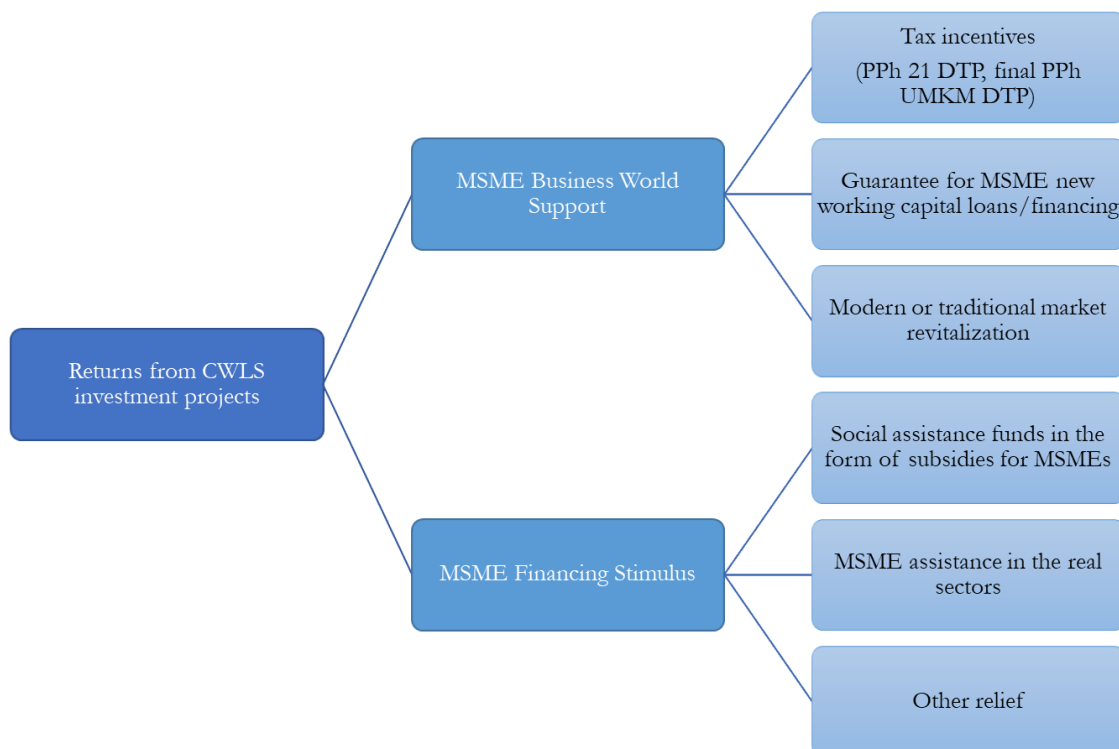 Returns from CWLS
investment projects
MSME Business World
Support
MSME Financing Stimulus
Tax incentives
(PPh 21 DTP, final PPh
UMKM DTP)
Guarantee for MSME new
working capital loans/financing
Modern or traditional market
revitalization
Social assistance funds in the
form of subsidies for MSMEs
MSME assistance in the real
sectors
Other relief